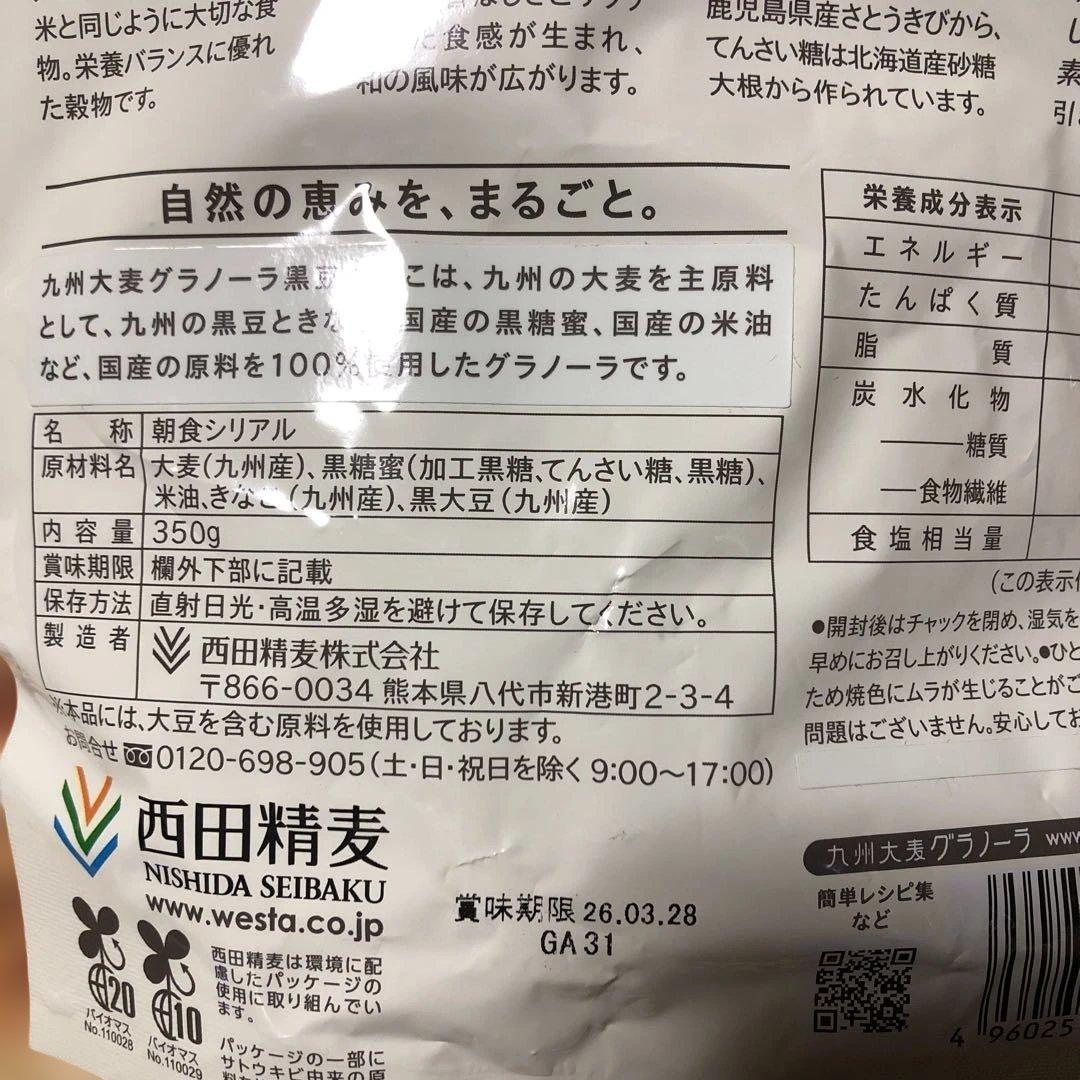 米と同じように大切な食
物。栄養バランスに優れ
た穀物です。
食感が生まれ、
和の風味が広がります。
鹿児島県産さとうきびから、
てんさい糖は北海道産砂糖
大根から作られています。
素
引
自然の恵みを、まるごと。
九州大麦グラノーラ黒豆 こは、九州の大麦を主原料
として、九州の黒豆ときな 国産の黒糖蜜、国産の米油
など、国産の原料を100%使用したグラノーラです。
名 称 朝食シリアル
原材料名 大麦(九州産)、黒糖蜜(加工黒糖、てんさい糖、黒糖)、
米油、きなこ(九州産)、黒大豆(九州産)
内容量 350g
賞味期限 欄外下部に記載
保存方法 直射日光・高温多湿を避けて保存してください。
製造者 西田精麦株式会社
〒866-0034 熊本県八代市新港町2-3-4
※本品には、大豆を含む原料を使用しております。
お問合せ 0120-698-905(土・日・祝日を除く 9:00〜17:00)
西田精麦
NISHIDA SEIBAKU
www.westa.co.jp
賞味期限 26.03.28
GA31
20
バイオマス
No.110028
10
バイオマス
No.110029
西田精麦は環境に配
慮したパッケージの
使用に取り組んでい
ます。
パッケージの一部に
サトウキビ由来の原
栄養成分表示
エネルギー
たんぱく質
脂質
炭水化物
―糖質
―食物繊維
食塩相当量
(この表示
●開封後はチャックを閉め、湿気を
早めにお召し上がりください。●ひと
ため焼色にムラが生じることがご
問題はございません。安心してお
九州大麦グラノーラ www
簡単レシピ集
など
4 96025